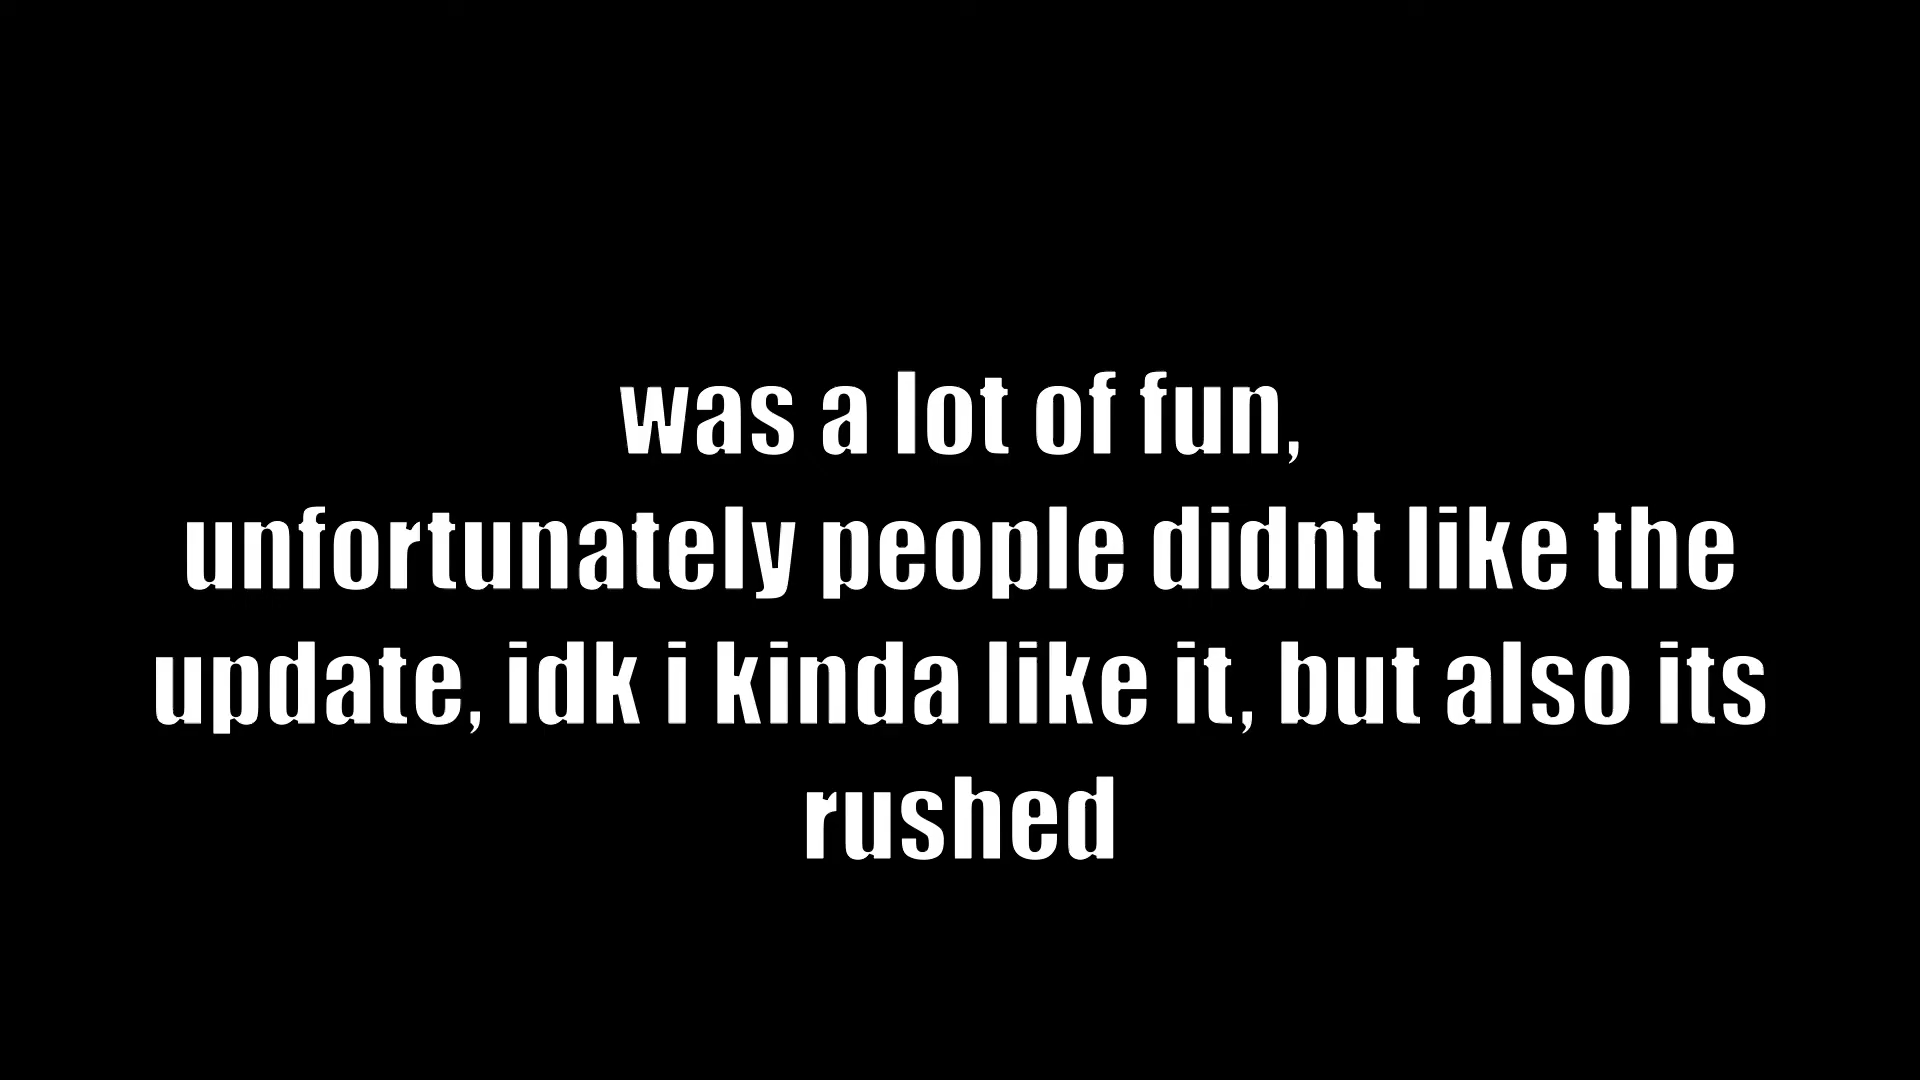 was a lot of fun,
unfortunately people didnt like the
update, idk i kinda like it, but also its
rushed